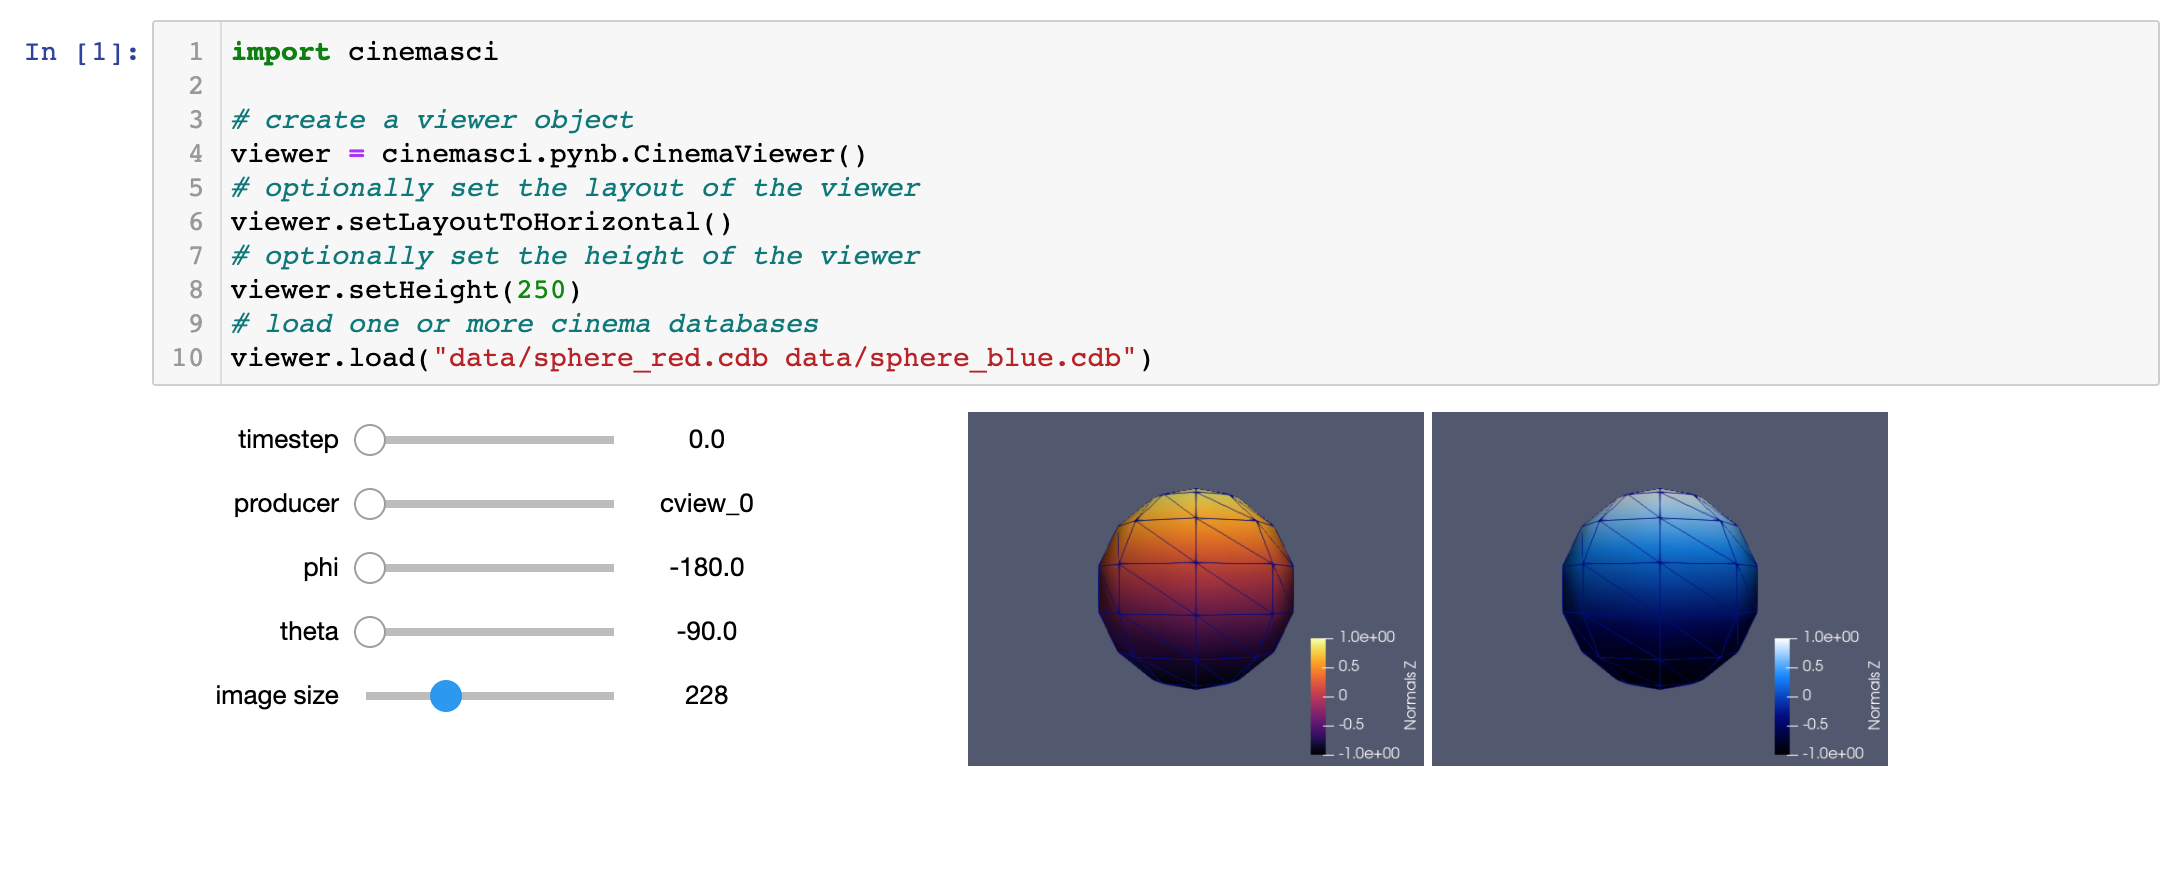 In [1]:
1 import cinemasci
2
3 # create a viewer object
4 viewer = cinemasci.pynb.CinemaViewer()
5 # optionally set the layout of the viewer
6 viewer.setLayoutToHorizontal()
7 # optionally set the height of the viewer
8 viewer.setHeight(250)
9 # load one or more cinema databases
10 viewer.load("data/sphere_red.cdb data/sphere_blue.cdb")
timestep 0.0
producer cview_0
phi -180.0
theta -90.0
image size 228
1.0e+00
0.5
0
-0.5
-1.0e+00
Normals Z
1.0e+00
0.5
0
-0.5
-1.0e+00
Normals Z